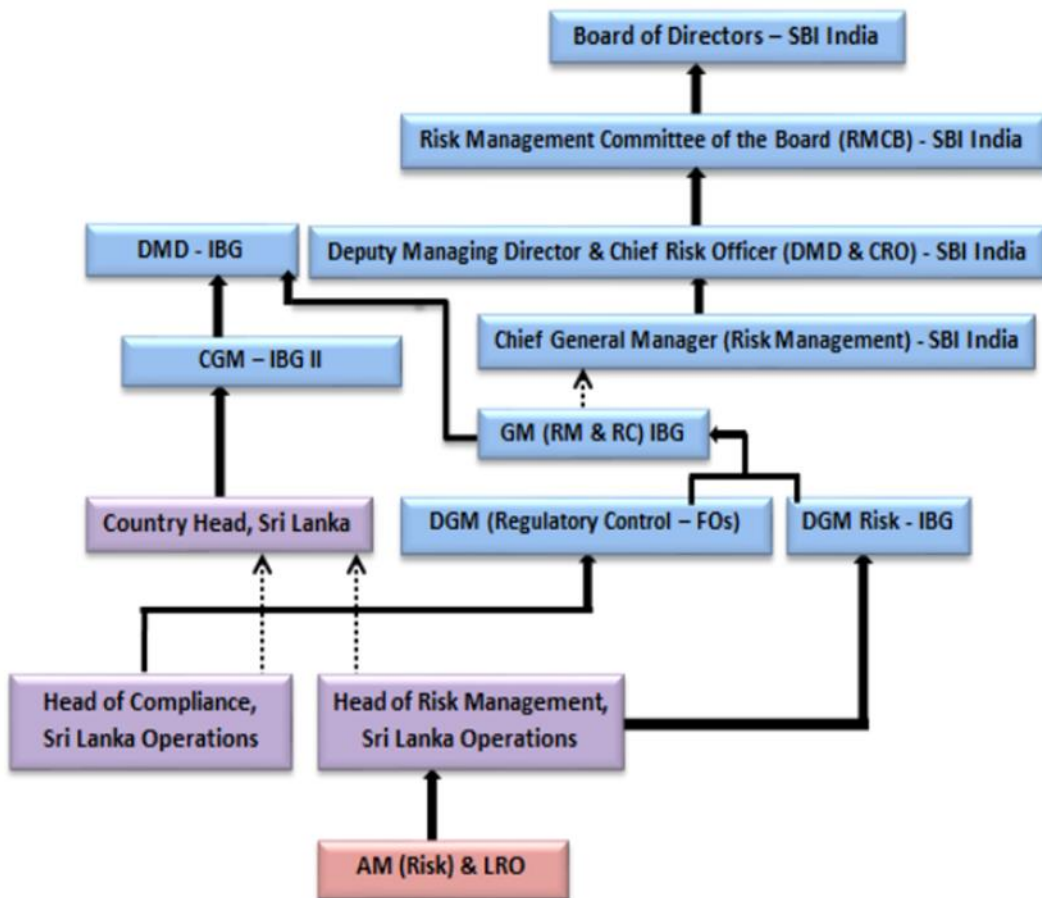 Board of Directors – SBI India
Risk Management Committee of the Board (RMCB) - SBI India
DMD - IBG
Deputy Managing Director & Chief Risk Officer (DMD & CRO) - SBI India
Chief General Manager (Risk Management) - SBI India
CGM – IBG II
GM (RM & RC) IBG
Country Head, Sri Lanka
DGM (Regulatory Control – FOs)
DGM Risk - IBG
Head of Compliance,
Sri Lanka Operations
Head of Risk Management,
Sri Lanka Operations
AM (Risk) & LRO